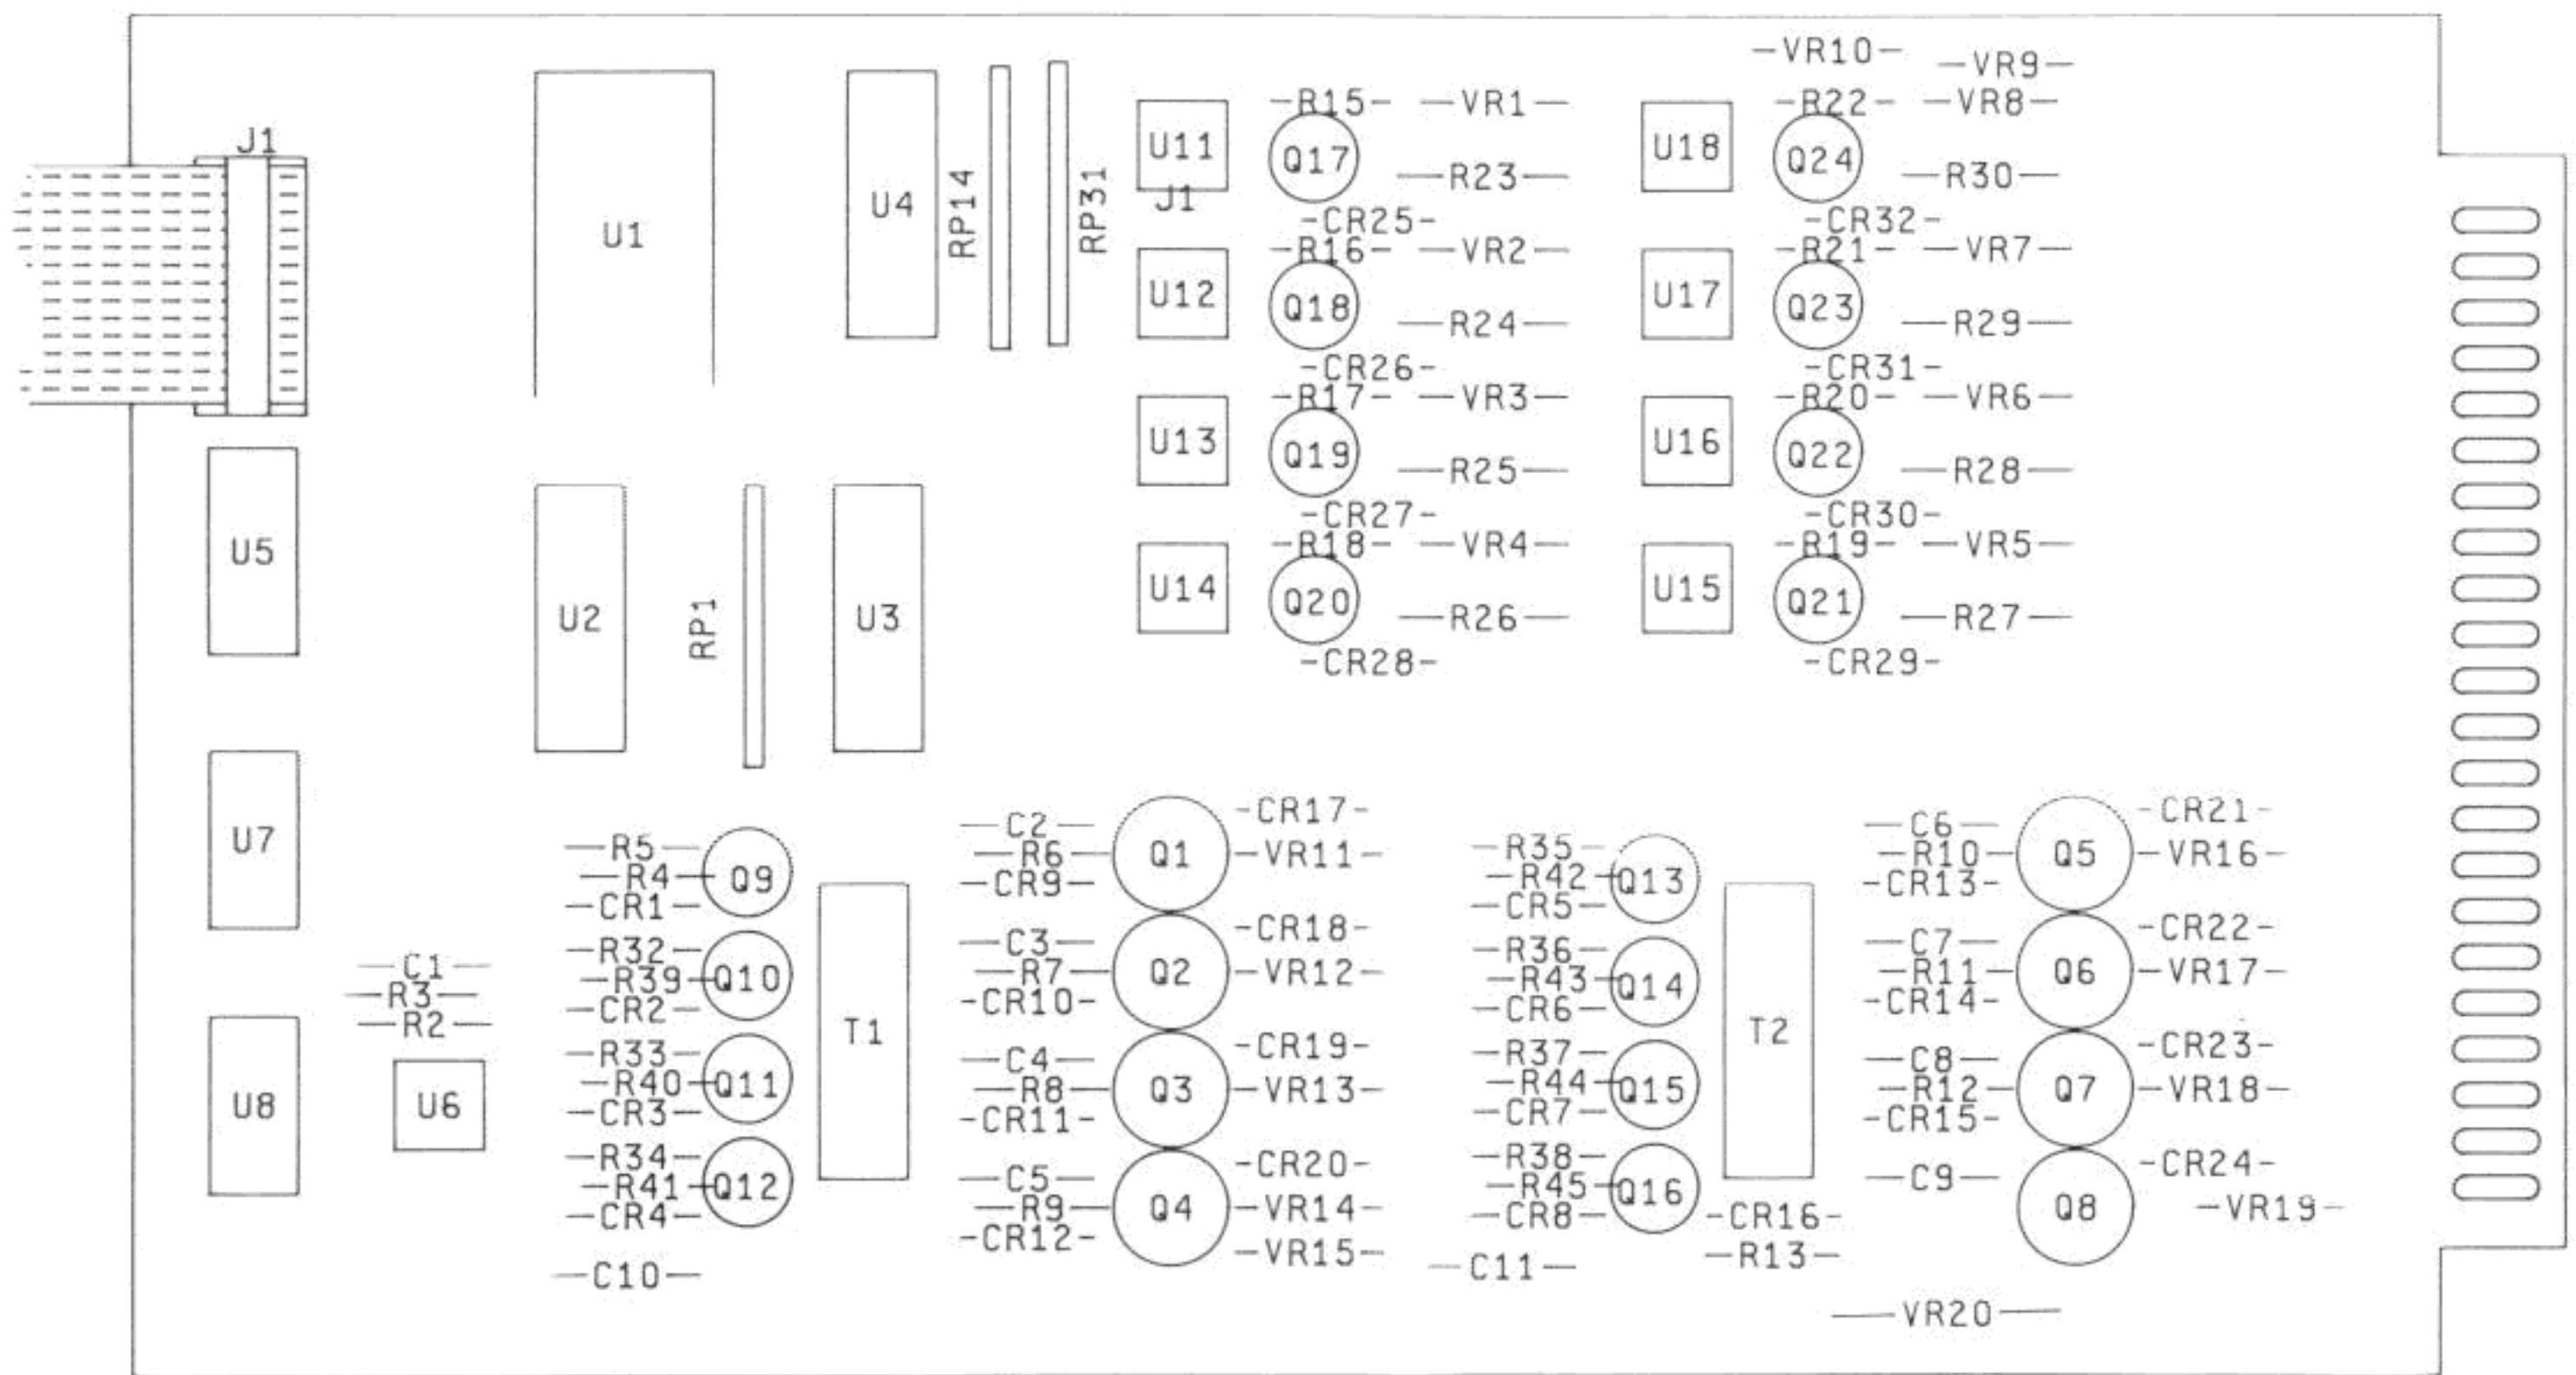 VR10 VR9
R15 VR1 R22 VR8
J1 U11 Q17 U18 Q24
R23 R30
U1 U4 RP14 RP31 J1
CR25 CR32
R16 VR2 R21 VR7
U12 Q18 U17 Q23
R24 R29
CR26 CR31
R17 VR3 R20 VR6
U13 Q19 U16 Q22
R25 R28
CR27 CR30
R18 VR4 R19 VR5
U5 U14 Q20 U15 Q21
U2 RP1 U3 R26 R27
CR28 CR29
CR17 CR21
C2 C6
U7 R5 R6 Q1 VR11 R35 R10 Q5 VR16
R4 Q9 CR9 R42 Q13 CR13
CR1 CR5
CR18 CR22
R32 C3 R36 C7
C1 R39 Q10 R7 Q2 VR12 R43 Q14 R11 Q6 VR17
R3 CR2 CR10 CR6 CR14
R2 T1 T2
R33 C4 CR19 R37 C8 CR23
U8 U6 R40 Q11 R8 Q3 VR13 R44 Q15 R12 Q7 VR18
CR3 CR11 CR7 CR15
R34 C5 CR20 R38 C9 CR24
R41 Q12 R9 Q4 VR14 R45 Q16 Q8 VR19
CR4 CR12 CR8 CR16
VR15 R13
C10 C11
VR20